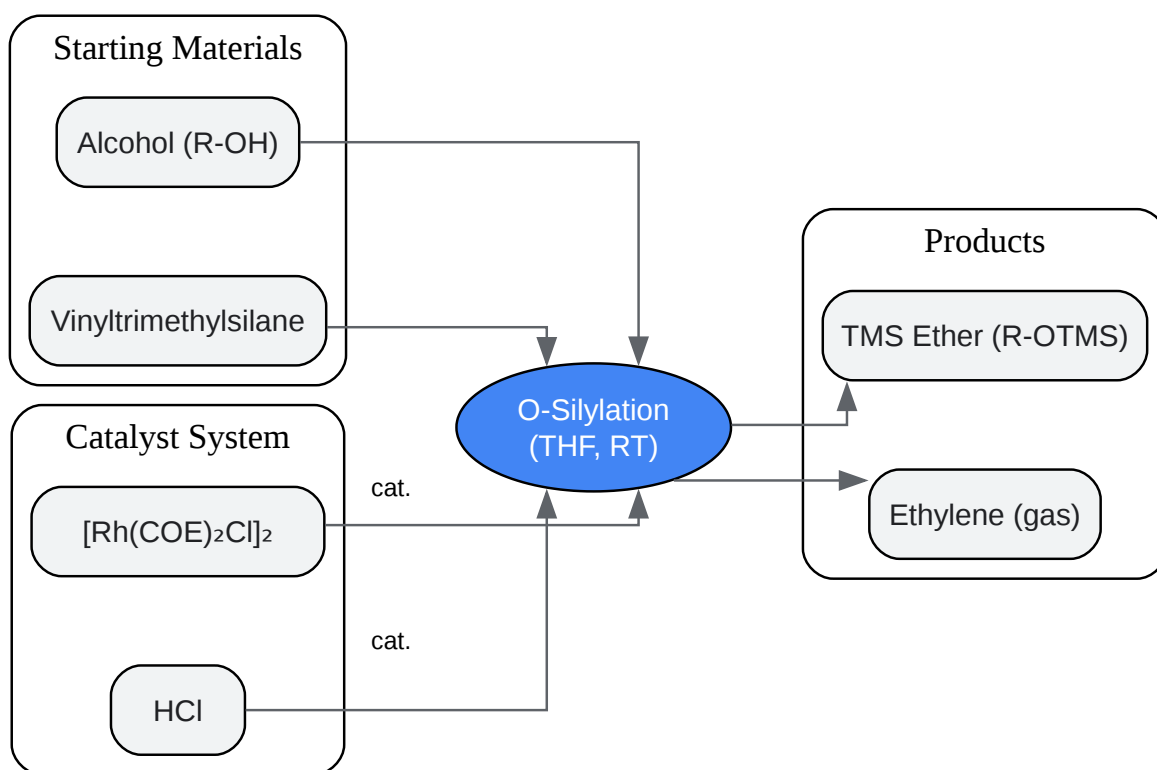 Starting Materials
Alcohol (R-OH)
Vinyltrimethylsilane
Catalyst System
[Rh(COE)₂Cl]₂
HCl
cat.
cat.
O-Silylation
(THF, RT)
Products
TMS Ether (R-OTMS)
Ethylene (gas)